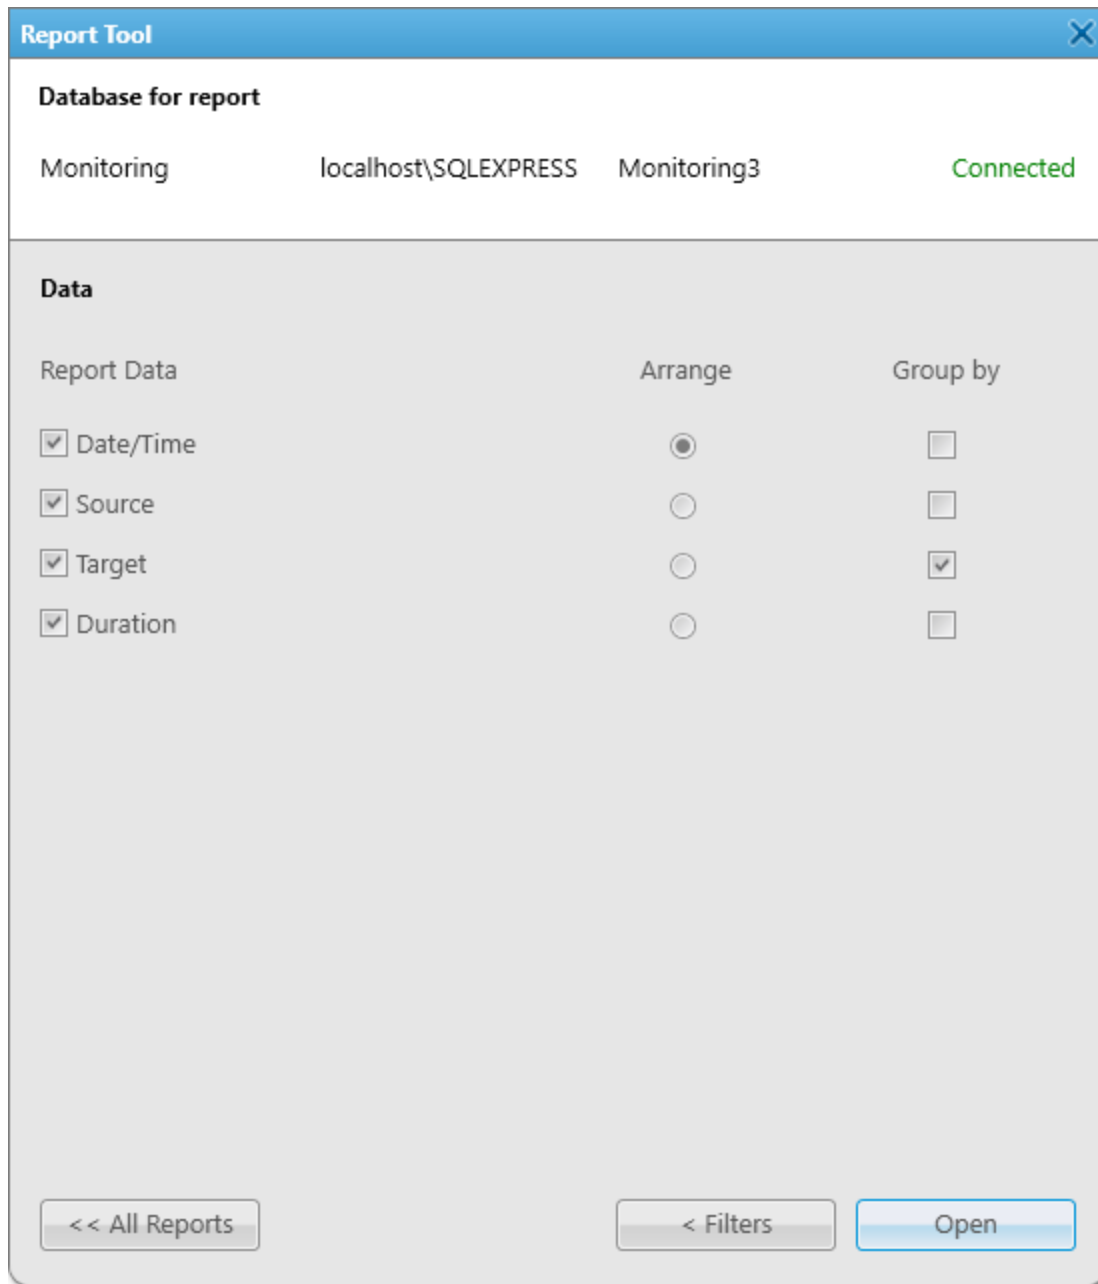 Report Tool
Database for report
Monitoring localhost\SQLEXPRESS Monitoring3 Connected
Data
Report Data Arrange Group by
Date/Time
Source
Target
Duration
<< All Reports < Filters Open